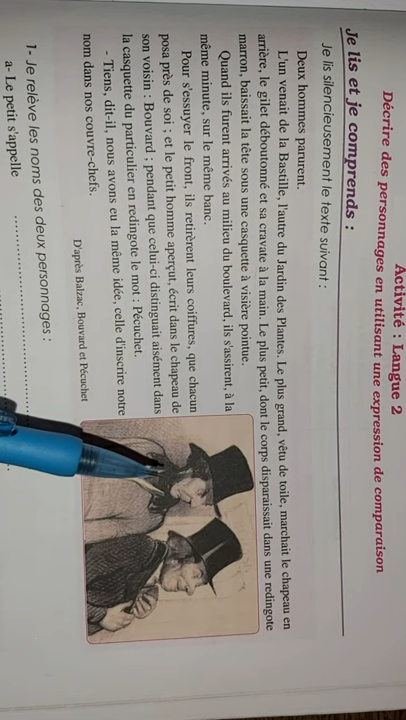 Activité : Langue 2
Décrire des personnages en utilisant une expression de comparaison
Je lis et je comprends :
Je lis silencieusement le texte suivant :
Deux hommes parurent.
L'un venait de la Bastille, l'autre du Jardin des Plantes. Le plus grand, vêtu de toile, marchait le chapeau en
arrière, le gilet déboutonné et sa cravate à la main. Le plus petit, dont le corps disparaissait dans une redingote
marron, baissait la tête sous une casquette à visière pointue.
Quand ils furent arrivés au milieu du boulevard, ils s'assirent, à la
même minute, sur le même banc.
Pour s'essuyer le front, ils retirèrent leurs coiffures, que chacun
posa près de soi ; et le petit homme aperçut, écrit dans le chapeau de
son voisin : Bouvard ; pendant que celui-ci distinguait aisément dans
la casquette du particulier en redingote le mot : Pécuchet.
- Tiens, dit-il, nous avons eu la même idée, celle d'inscrire notre
nom dans nos couvre-chefs.
D'après Balzac, Bouvard et Pécuchet
1- Je relève les noms des deux personnages :
a- Le petit s'appelle